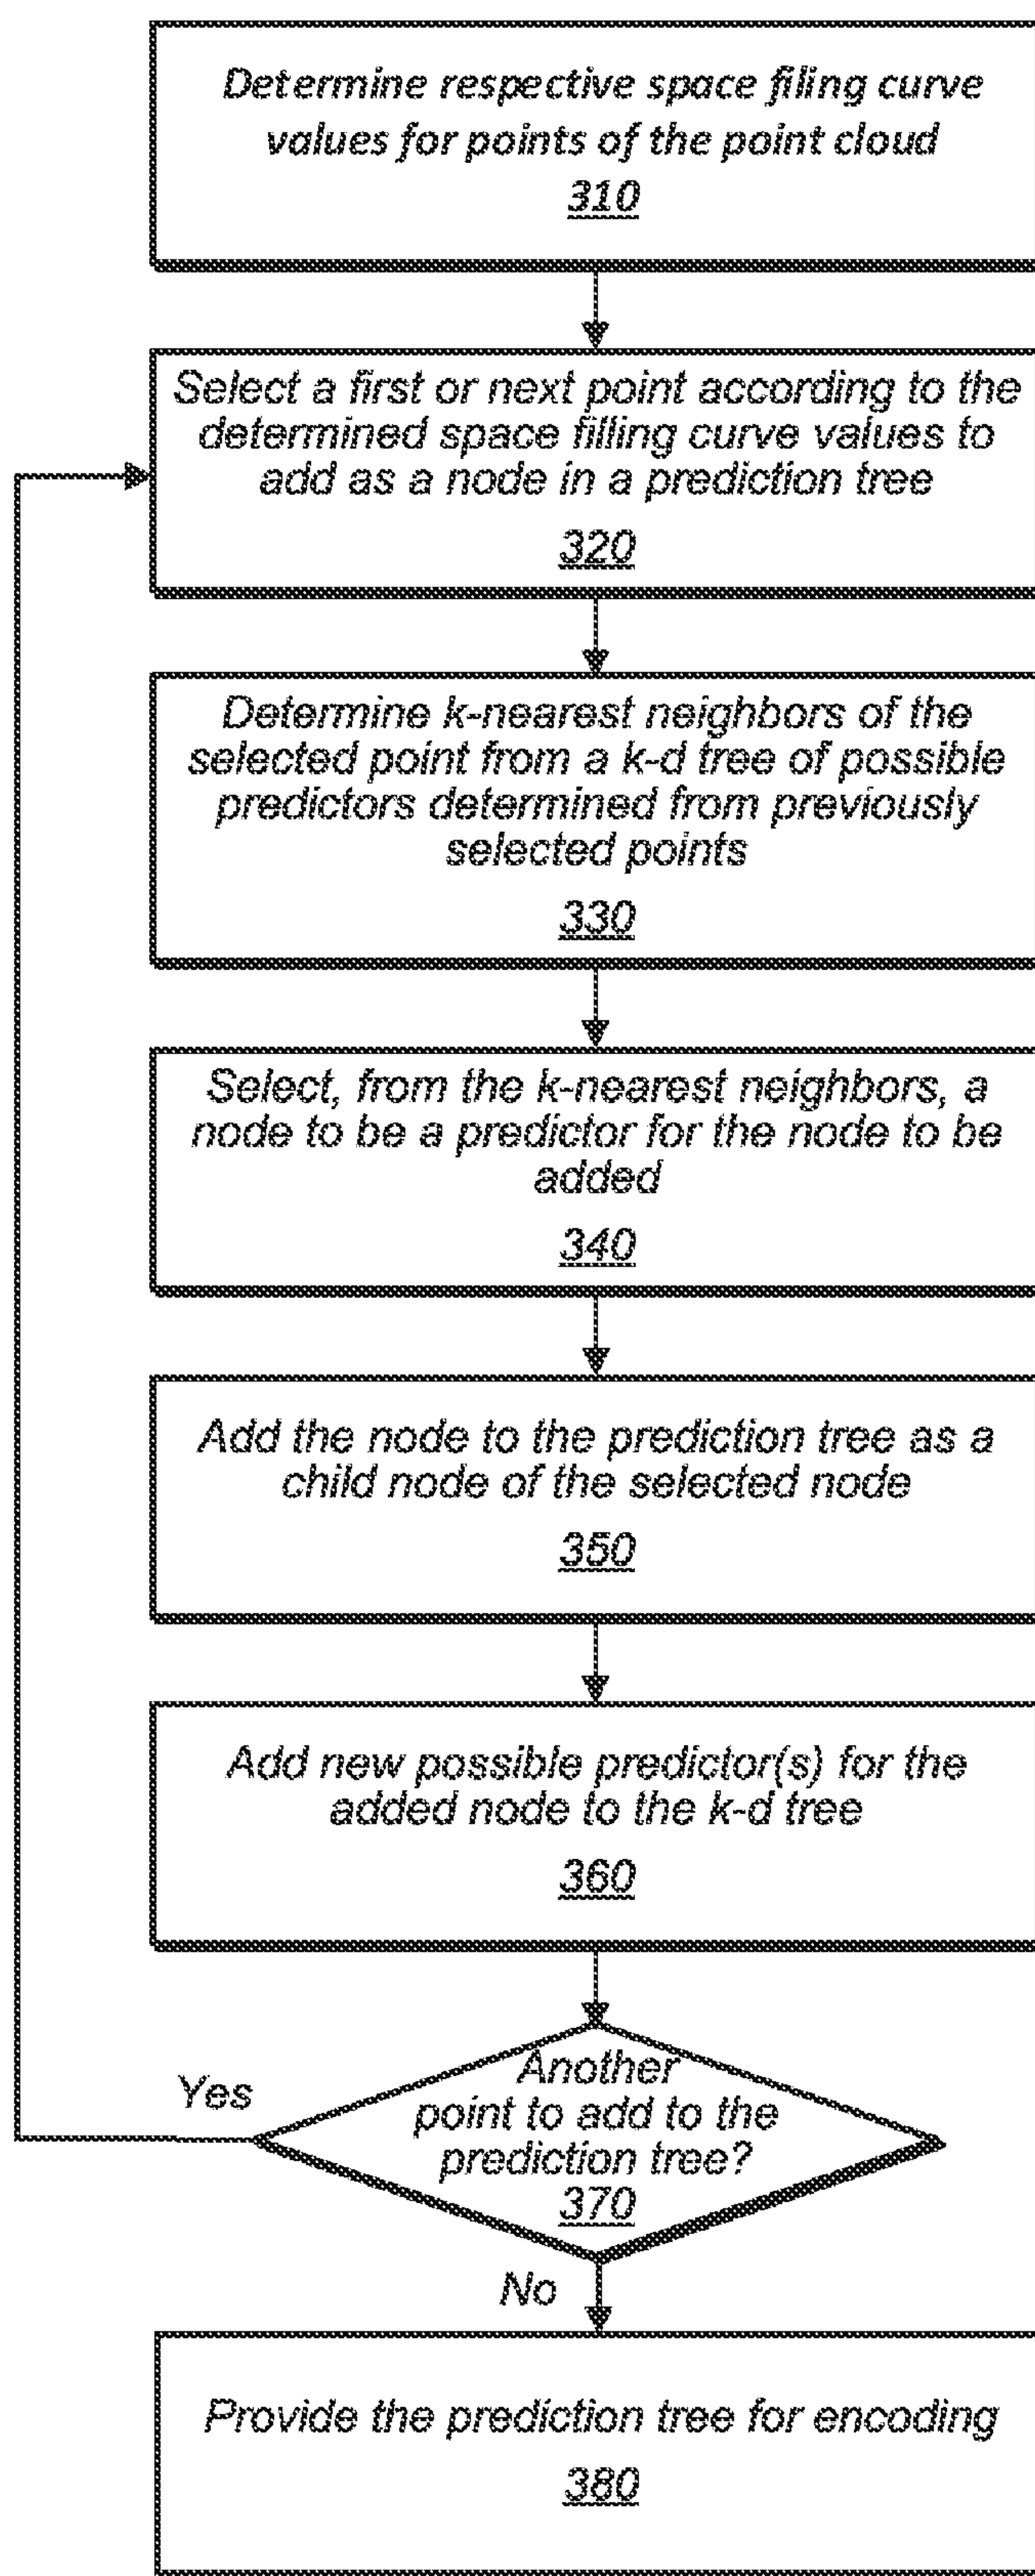 Determine respective space filing curve
values for points of the point cloud
310
Select a first or next point according to the
determined space filling curve values to
add as a node in a prediction tree
320
Determine k-nearest neighbors of the
selected point from a k-d tree of possible
predictors determined from previously
selected points
330
Select, from the k-nearest neighbors, a
node to be a predictor for the node to be
added
340
Add the node to the prediction tree as a
child node of the selected node
350
Add new possible predictor(s) for the
added node to the k-d tree
360
Yes
Another
point to add to the
prediction tree?
370
No
Provide the prediction tree for encoding
380